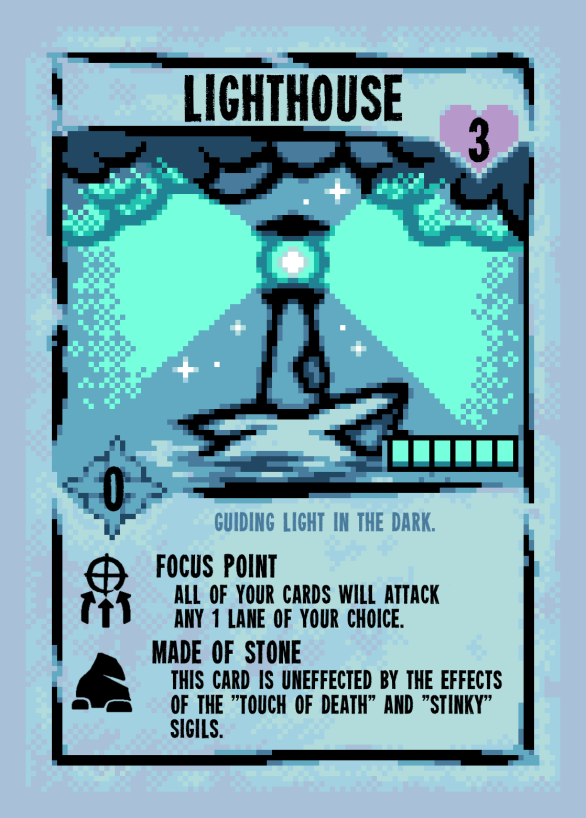 LIGHTHOUSE
3
0
GUIDING LIGHT IN THE DARK.
FOCUS POINT
ALL OF YOUR CARDS WILL ATTACK
ANY 1 LANE OF YOUR CHOICE.
MADE OF STONE
THIS CARD IS UNEFFECTED BY THE EFFECTS
OF THE "TOUCH OF DEATH" AND "STINKY"
SIGILS.